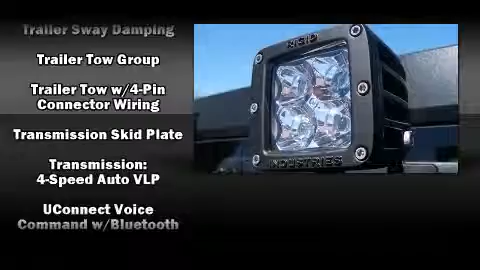 Trailer Sway Damping
Trailer Tow Group
Trailer Tow w/4-Pin
Connector Wiring
Transmission Skid Plate
Transmission:
4-Speed Auto VLP
UConnect Voice
Command w/Bluetooth
RIGID
INDUSTRIES